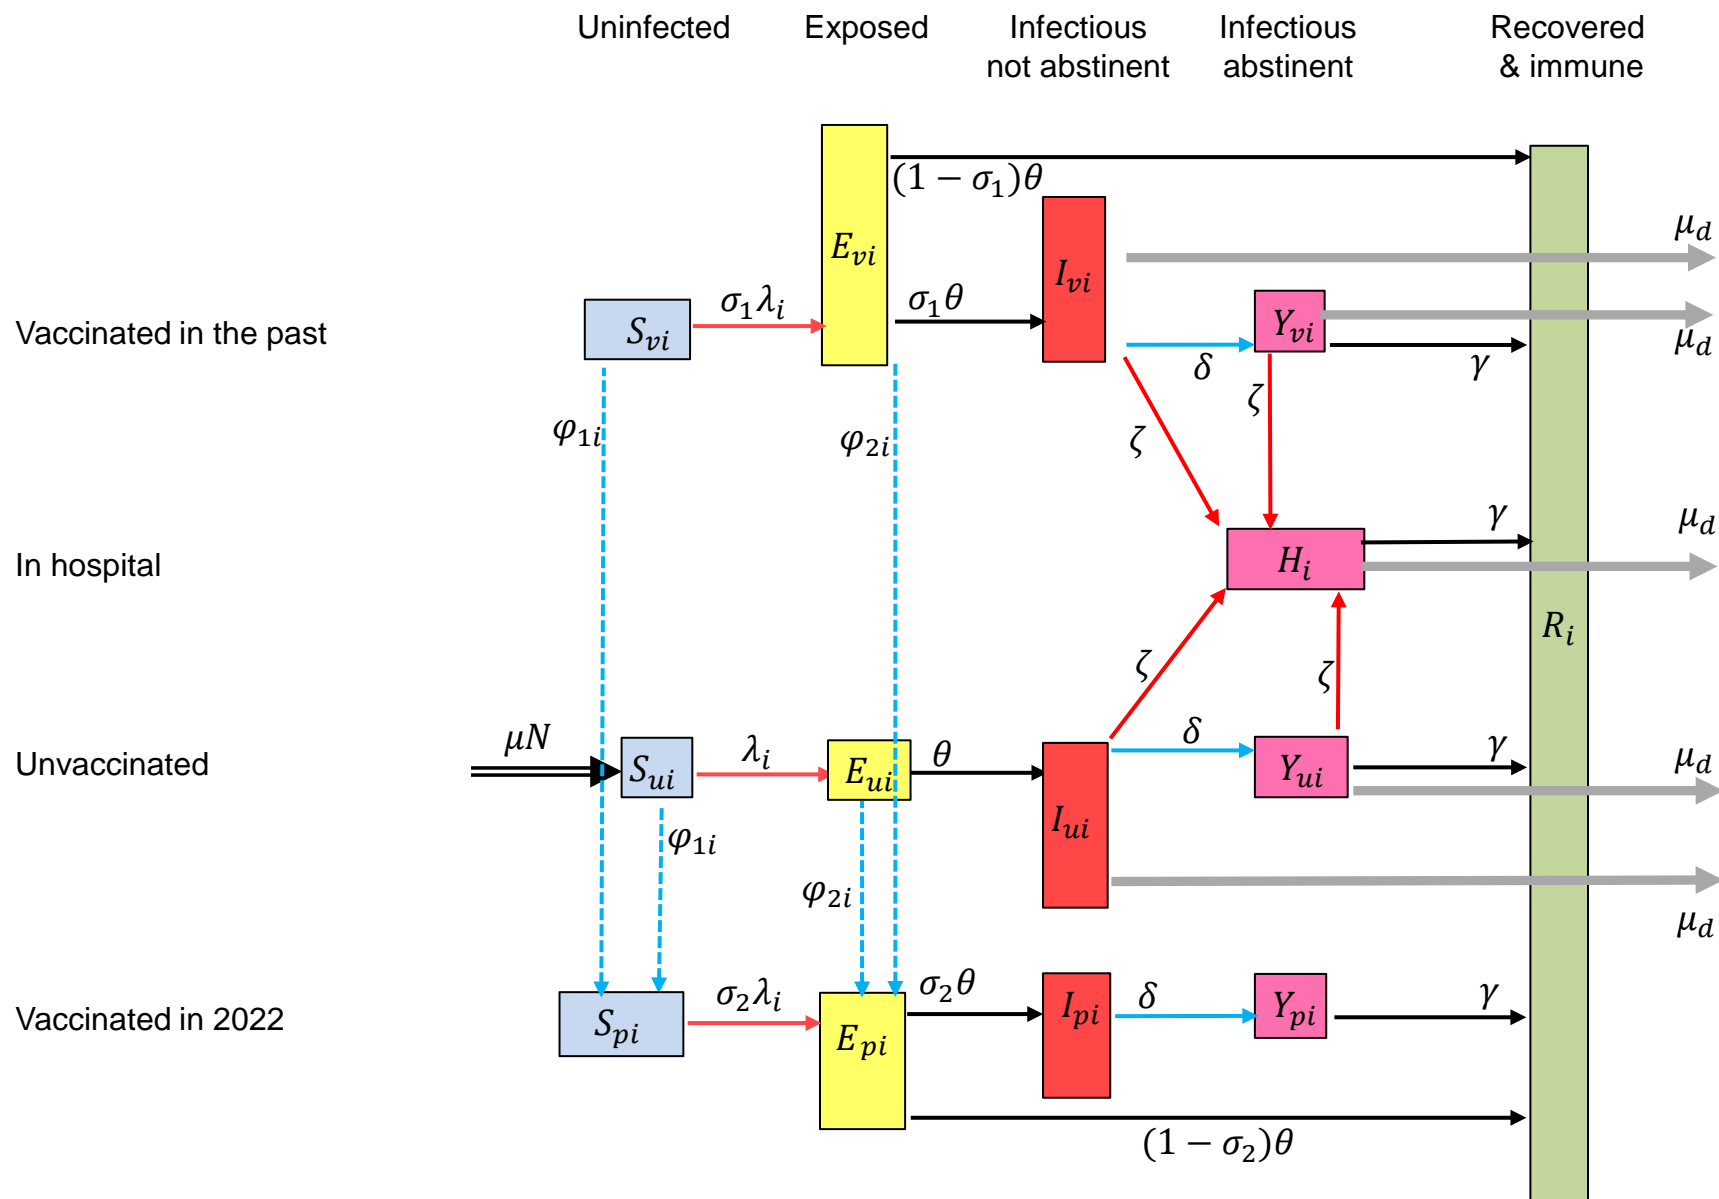 Uninfected
Exposed
Infectious
not abstinent
Infectious
abstinent
Recovered
& immune
(1 − σ₁)θ
μ_d
E_vi
I_vi
σ₁λ_i
σ₁θ
Y_vi
Vaccinated in the past
S_vi
δ
γ
μ_d
φ_1i
φ_2i
ζ
ζ
γ
μ_d
In hospital
H_i
R_i
ζ
ζ
μN
λ_i
θ
δ
γ
μ_d
Unvaccinated
S_ui
E_ui
Y_ui
I_ui
φ_1i
φ_2i
μ_d
σ₂λ_i
σ₂θ
I_pi
δ
Y_pi
γ
Vaccinated in 2022
S_pi
E_pi
(1 − σ₂)θ